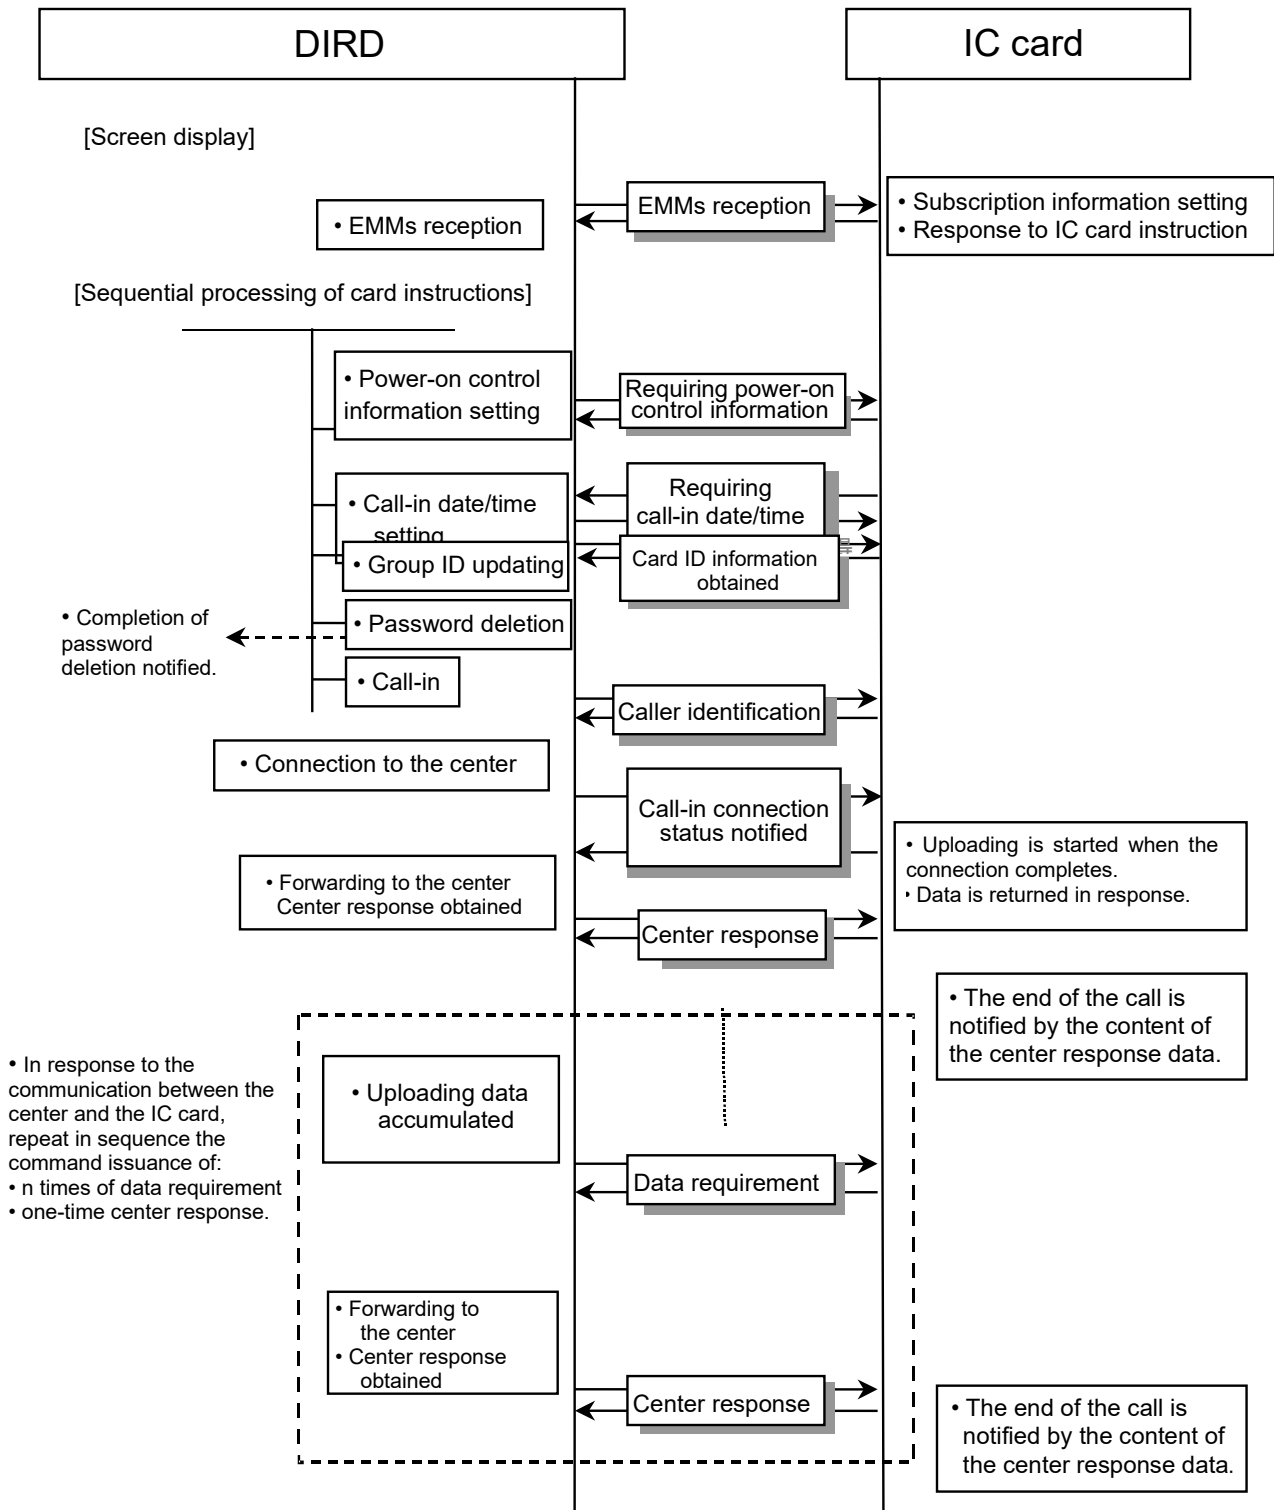 DIRD
IC card
[Screen display]
EMMs reception
• Subscription information setting
• Response to IC card instruction
• EMMs reception
[Sequential processing of card instructions]
• Power-on control
information setting
Requiring power-on
control information
• Call-in date/time
setting
Requiring
call-in date/time
• Group ID updating
Card ID information
obtained
• Completion of
password
deletion notified.
• Password deletion
• Call-in
Caller identification
• Connection to the center
Call-in connection
status notified
• Uploading is started when the
connection completes.
• Data is returned in response.
• Forwarding to the center
Center response obtained
Center response
• The end of the call is
notified by the content of
the center response data.
• In response to the
communication between the
center and the IC card,
repeat in sequence the
command issuance of:
• n times of data requirement
• one-time center response.
• Uploading data
accumulated
Data requirement
• Forwarding to
the center
• Center response
obtained
Center response
• The end of the call is
notified by the content of
the center response data.